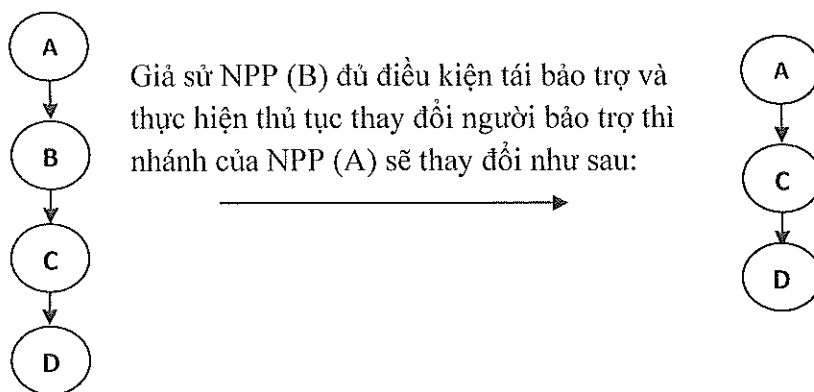 A
B
C
D
Giả sử NPP (B) đủ điều kiện tái bảo trợ và
thực hiện thủ tục thay đổi người bảo trợ thì
nhánh của NPP (A) sẽ thay đổi như sau:
A
C
D